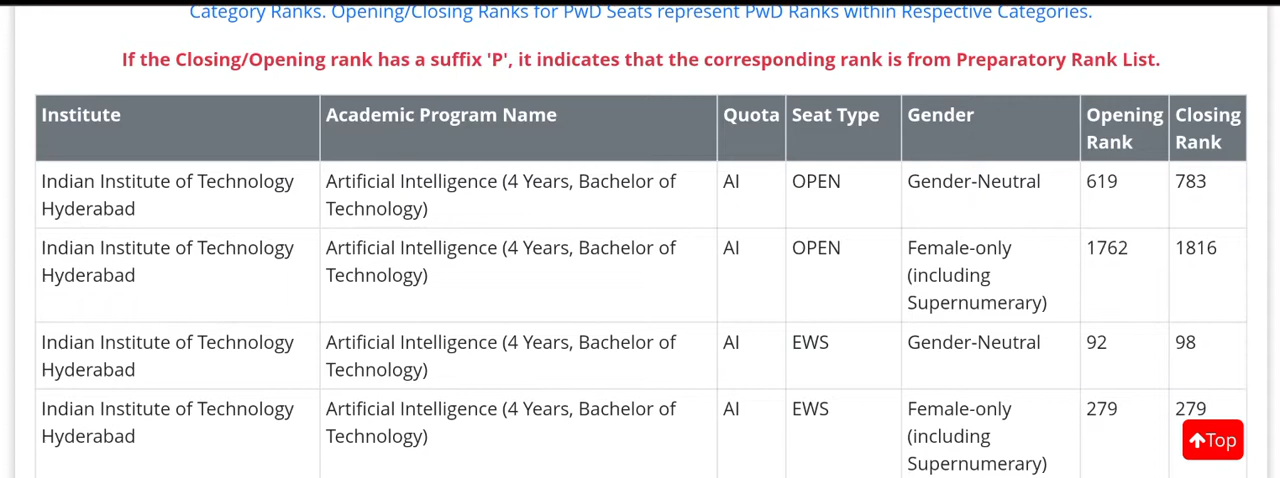 Category Ranks. Opening/Closing Ranks for PwD Seats represent PwD Ranks within Respective Categories.
If the Closing/Opening rank has a suffix 'P', it indicates that the corresponding rank is from Preparatory Rank List.
Institute Academic Program Name Quota Seat Type Gender Opening Rank Closing Rank
Indian Institute of Technology Hyderabad Artificial Intelligence (4 Years, Bachelor of Technology) AI OPEN Gender-Neutral 619 783
Indian Institute of Technology Hyderabad Artificial Intelligence (4 Years, Bachelor of Technology) AI OPEN Female-only (including Supernumerary) 1762 1816
Indian Institute of Technology Hyderabad Artificial Intelligence (4 Years, Bachelor of Technology) AI EWS Gender-Neutral 92 98
Indian Institute of Technology Hyderabad Artificial Intelligence (4 Years, Bachelor of Technology) AI EWS Female-only (including Supernumerary) 279 279
Top